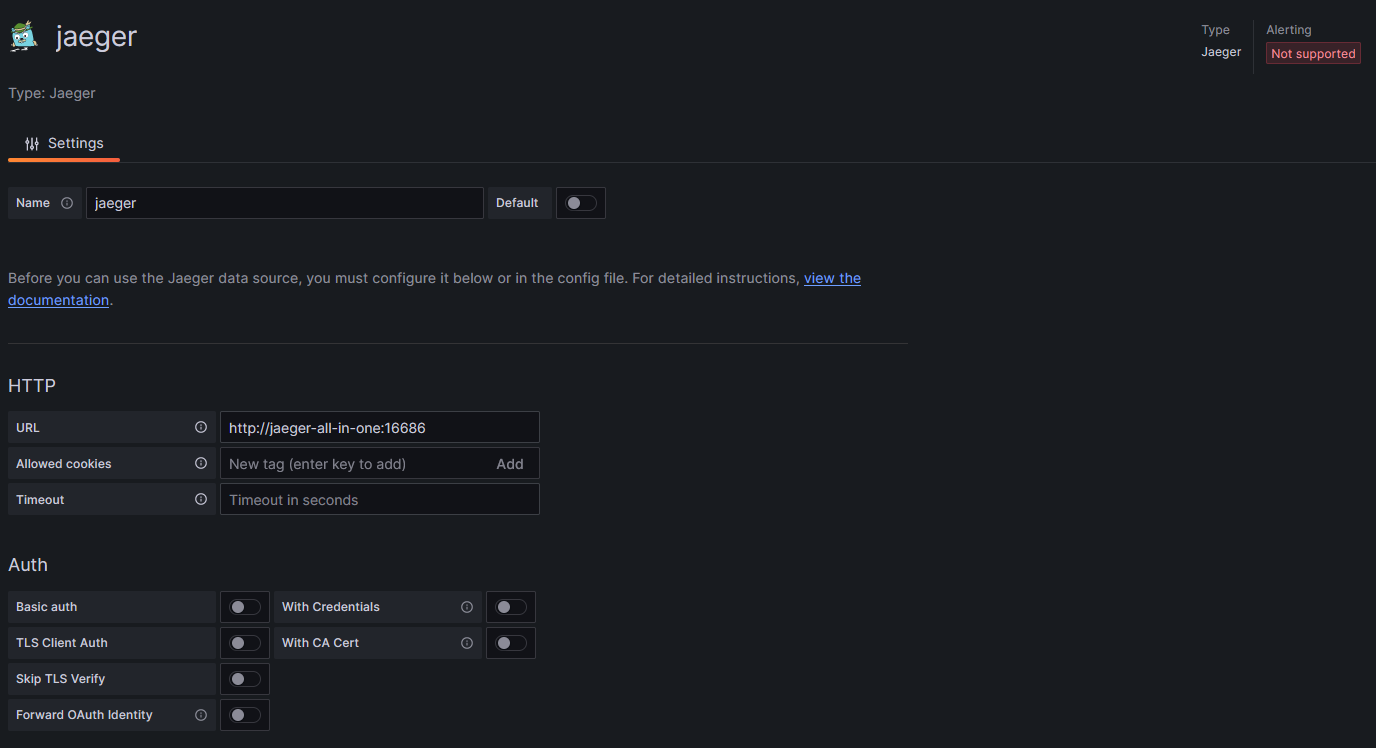 jaeger
Type
Alerting
Jaeger
Not supported
Type: Jaeger
Settings
Name
jaeger
Default
Before you can use the Jaeger data source, you must configure it below or in the config file. For detailed instructions, view the
documentation.
HTTP
URL
http://jaeger-all-in-one:16686
Allowed cookies
New tag (enter key to add)
Add
Timeout
Timeout in seconds
Auth
Basic auth
With Credentials
TLS Client Auth
With CA Cert
Skip TLS Verify
Forward OAuth Identity